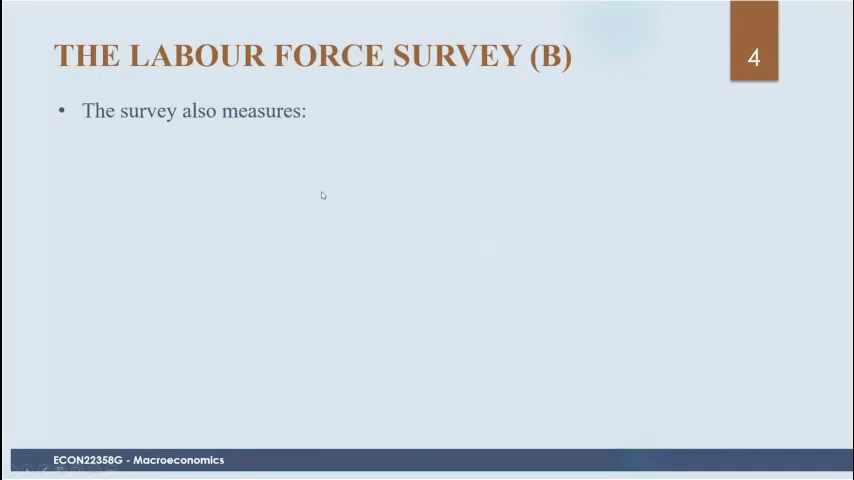 THE LABOUR FORCE SURVEY (B)
4
• The survey also measures:
ECON22358G - Macroeconomics